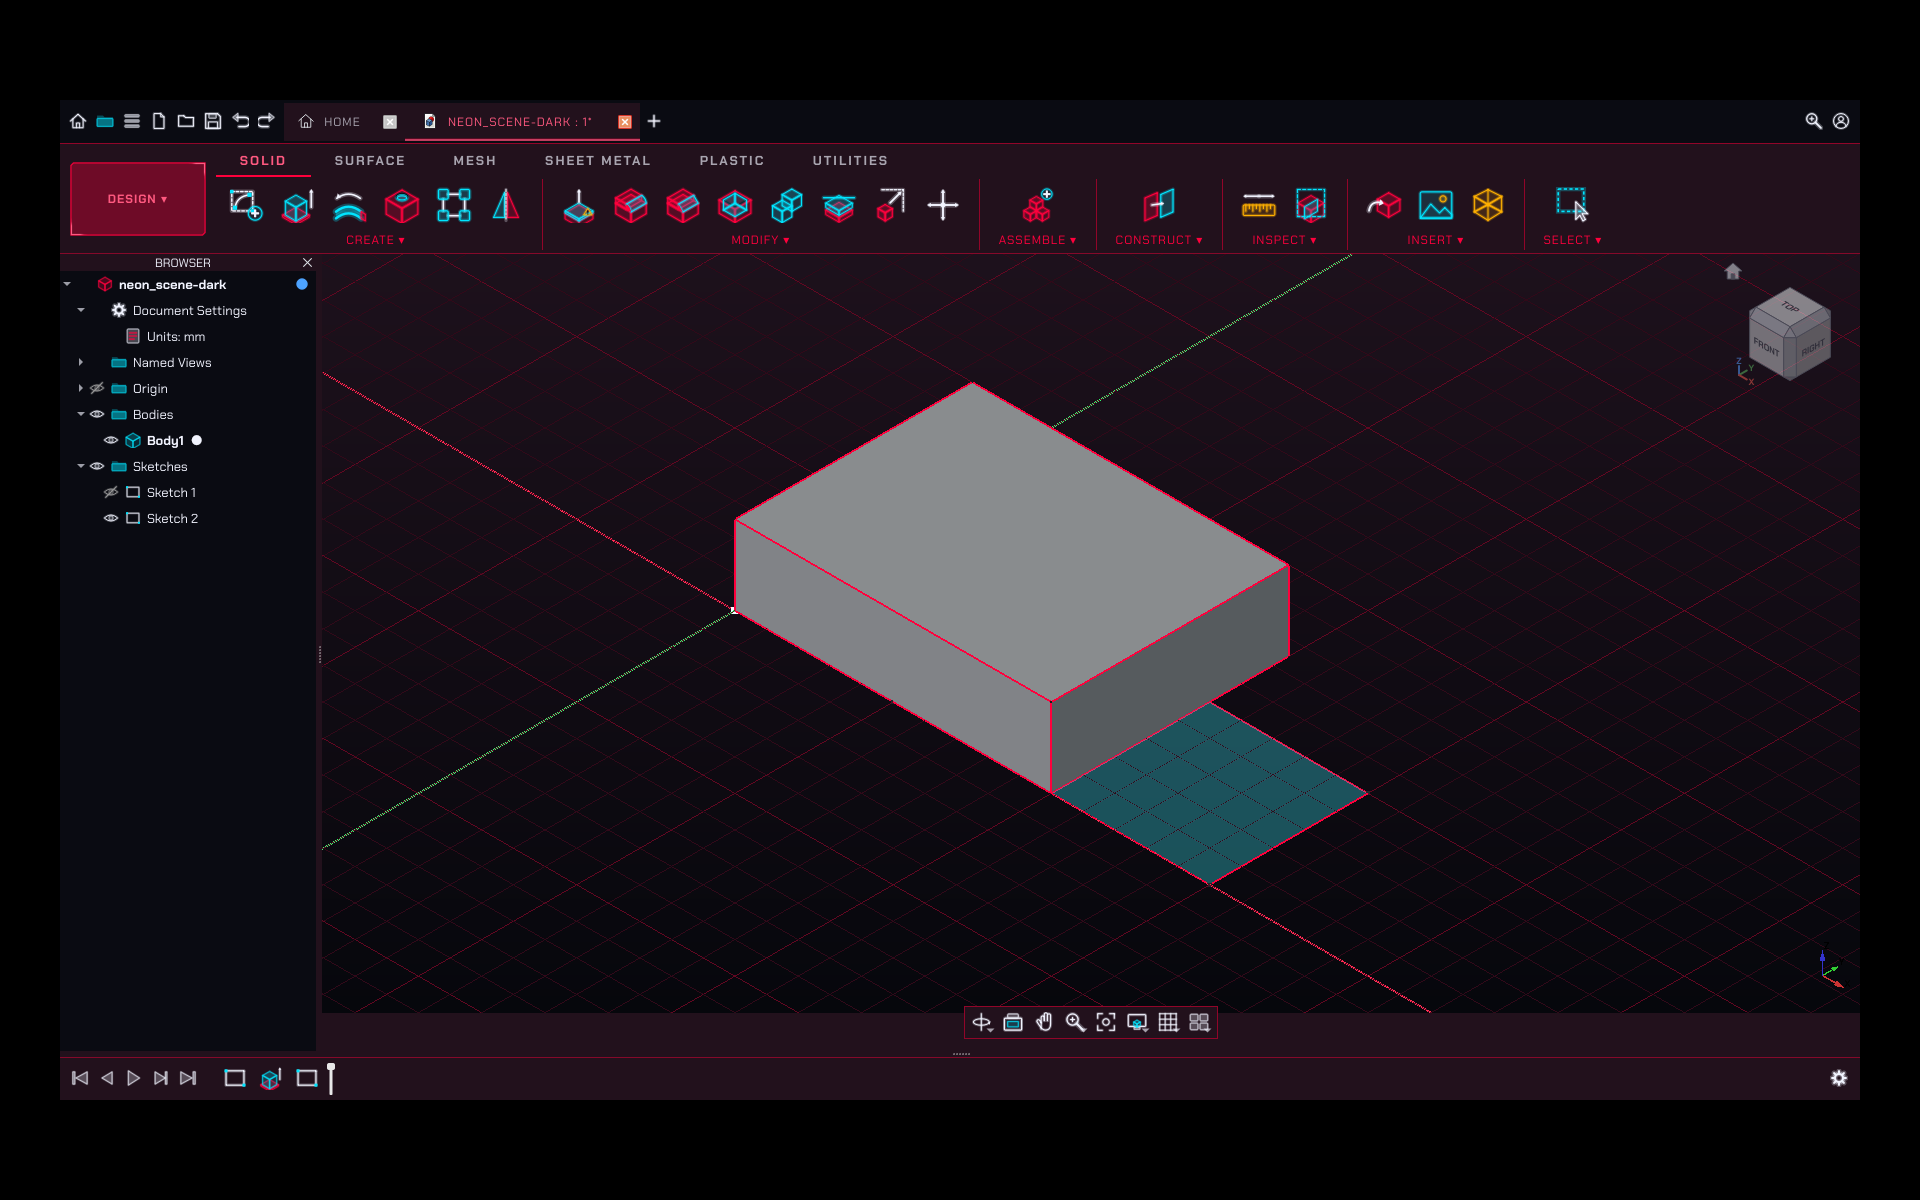 HOME
NEON_SCENE-DARK : 1*
DESIGN ▾
SOLID
SURFACE
MESH
SHEET METAL
PLASTIC
UTILITIES
CREATE ▾
MODIFY ▾
ASSEMBLE ▾
CONSTRUCT ▾
INSPECT ▾
INSERT ▾
SELECT ▾
BROWSER
neon_scene-dark
Document Settings
Units: mm
Named Views
Origin
Bodies
Body1
Sketches
Sketch 1
Sketch 2
TOP
FRONT
RIGHT
Z
Y
X